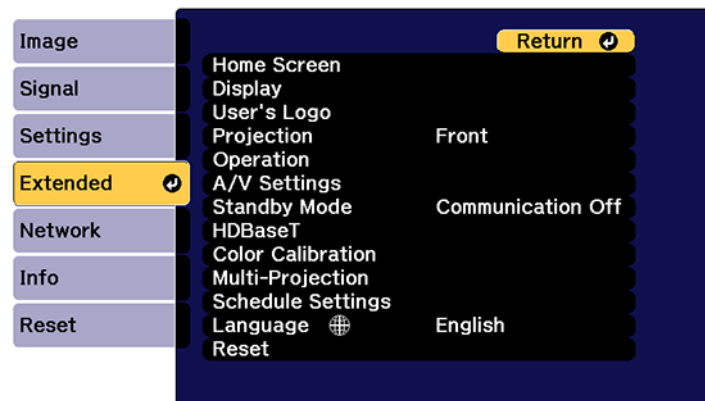 Image
Signal
Settings
Extended
Network
Info
Reset
Return
Home Screen
Display
User's Logo
Projection Front
Operation
A/V Settings
Standby Mode Communication Off
HDBaseT
Color Calibration
Multi-Projection
Schedule Settings
Language English
Reset